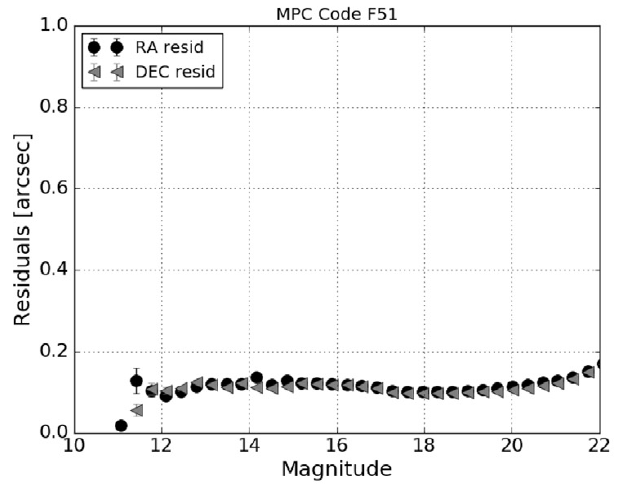 MPC Code F51
1.0
RA resid
DEC resid
0.8
0.6
0.4
0.2
0.0
Residuals [arcsec]
10 12 14 16 18 20 22
Magnitude